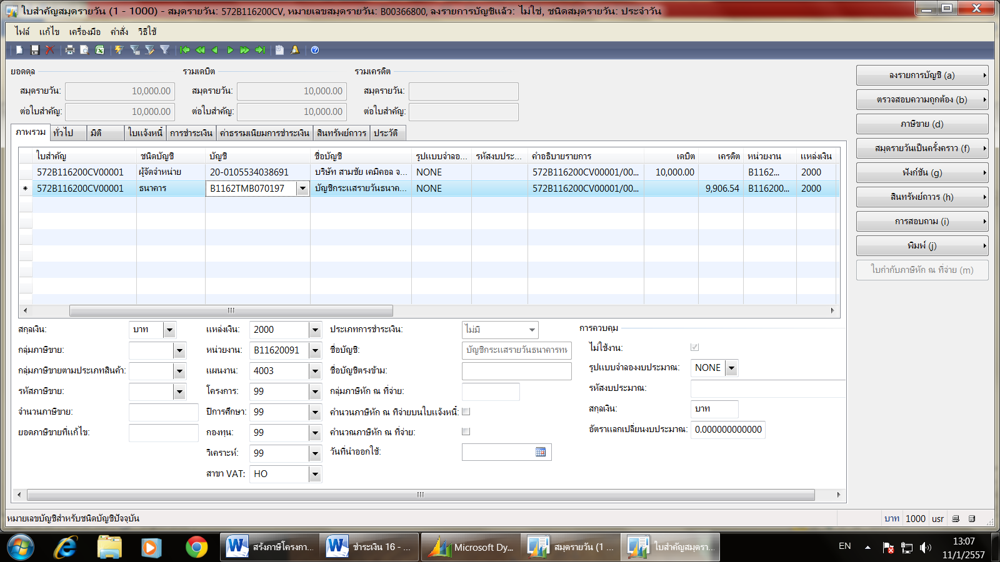 ใบสำคัญสมุดรายวัน (1 - 1000) - สมุดรายวัน: 572B116200CV, หมายเลขสมุดรายวัน: B00366800, ลงรายการบัญชีแล้ว: ไม่ใช่, ชนิดสมุดรายวัน: ประจำวัน
ไฟล์ แก้ไข เครื่องมือ คำสั่ง วิธีใช้
ยอดดุล รวมเดบิต รวมเครดิต
สมุดรายวัน: 10,000.00 สมุดรายวัน: 10,000.00 สมุดรายวัน:
ต่อใบสำคัญ: 10,000.00 ต่อใบสำคัญ: 10,000.00 ต่อใบสำคัญ:
ภาพรวม ทั่วไป มิติ ใบแจ้งหนี้ การชำระเงิน ค่าธรรมเนียมการชำระเงิน สินทรัพย์ถาวร ประวัติ
ใบสำคัญ ชนิดบัญชี บัญชี ชื่อบัญชี รูปแบบจำลอ... รหัสงบประ... คำอธิบายรายการ เดบิต เครดิต หน่วยงาน แหล่งเงิน
572B116200CV00001 ผู้จัดจำหน่าย 20-0105534038691 บริษัท สามชัย เคมิคอล จ... NONE 572B116200CV00001/00... 10,000.00 B1162... 2000
* 572B116200CV00001 ธนาคาร B1162TMB070197 บัญชีกระแสรายวันธนาค... NONE 572B116200CV00001/00... 9,906.54 B116200... 2000
ลงรายการบัญชี (a)
ตรวจสอบความถูกต้อง (b)
ภาษีขาย (d)
สมุดรายวันเป็นครั้งคราว (f)
ฟังก์ชัน (g)
สินทรัพย์ถาวร (h)
การสอบถาม (i)
พิมพ์ (j)
ใบกำกับภาษีหัก ณ ที่จ่าย (m)
สกุลเงิน: บาท แหล่งเงิน: 2000 ประเภทการชำระเงิน: ไม่มี การควบคุม
กลุ่มภาษีขาย: หน่วยงาน: B11620091 ชื่อบัญชี: บัญชีกระแสรายวันธนาคารทห ไม่ใช้งาน:
กลุ่มภาษีขายตามประเภทสินค้า: แผนงาน: 4003 ชื่อบัญชีตรงข้าม: รูปแบบจำลองงบประมาณ: NONE
รหัสภาษีขาย: โครงการ: 99 กลุ่มภาษีหัก ณ ที่จ่าย: รหัสงบประมาณ:
จำนวนภาษีขาย: ปีการศึกษา: 99 คำนวนภาษีหัก ณ ที่จ่ายบนใบแจ้งหนี้: สกุลเงิน: บาท
ยอดภาษีขายที่แก้ไข: กองทุน: 99 คำนวณภาษีหัก ณ ที่จ่าย: อัตราแลกเปลี่ยนงบประมาณ: 0.000000000000
วิเคราะห์: 99 วันที่นำออกใช้:
สาขา VAT: HO
หมายเลขบัญชีสำหรับชนิดบัญชีปัจจุบัน บาท 1000 usr
สร้งภาษีโครงกา... ชำระเงิน 16 - ... Microsoft Dy... สมุดรายวัน (1 ... ใบสำคัญสมุดรา... EN 13:07
11/1/2557